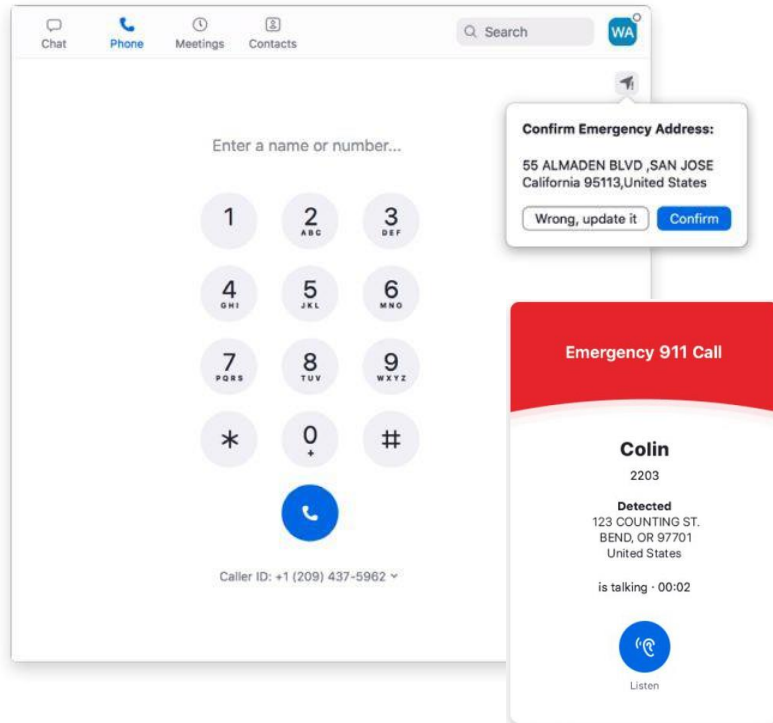 Chat
Phone
Meetings
Contacts
Search
WA
Enter a name or number...
Confirm Emergency Address:
55 ALMADEN BLVD ,SAN JOSE
California 95113,United States
Wrong, update it
Confirm
1
2
ABC
3
DEF
4
GHI
5
JKL
6
MNO
7
PQRS
8
TUV
9
WXYZ
*
0
+
#
Caller ID: +1 (209) 437-5962
Emergency 911 Call
Colin
2203
Detected
123 COUNTING ST.
BEND, OR 97701
United States
is talking · 00:02
Listen